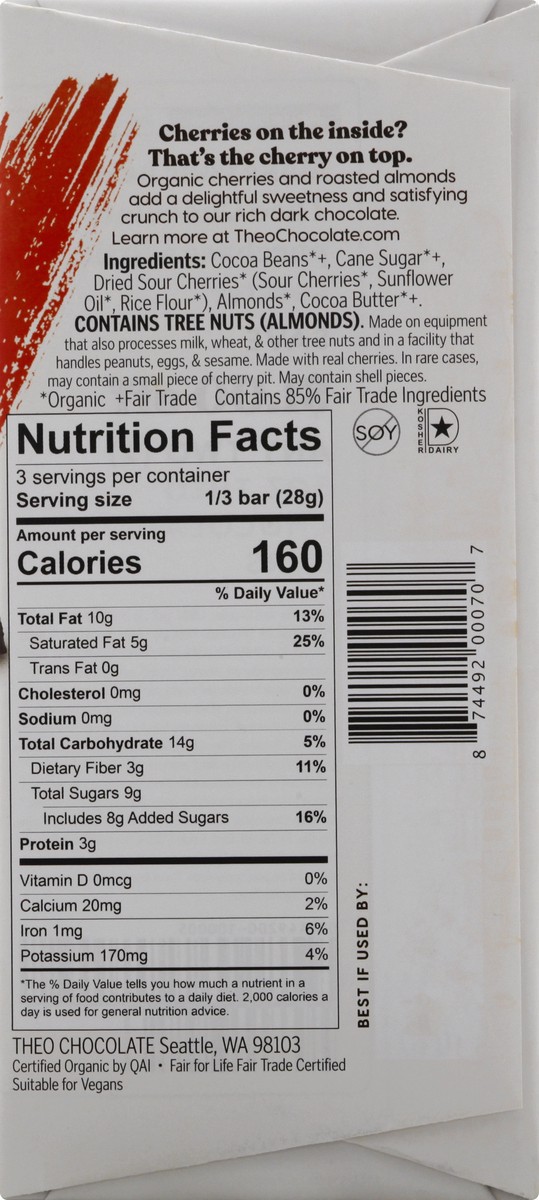 Cherries on the inside?
That's the cherry on top.
Organic cherries and roasted almonds
add a delightful sweetness and satisfying
crunch to our rich dark chocolate.
Learn more at TheoChocolate.com
Ingredients: Cocoa Beans*+, Cane Sugar*+,
Dried Sour Cherries* (Sour Cherries*, Sunflower
Oil*, Rice Flour*), Almonds*, Cocoa Butter*+.
CONTAINS TREE NUTS (ALMONDS). Made on equipment
that also processes milk, wheat, & other tree nuts and in a facility that
handles peanuts, eggs, & sesame. Made with real cherries. In rare cases,
may contain a small piece of cherry pit. May contain shell pieces.
*Organic +Fair Trade Contains 85% Fair Trade Ingredients
SOY
KOSHER
D
DAIRY
Nutrition Facts
3 servings per container
Serving size 1/3 bar (28g)
Amount per serving
Calories 160
% Daily Value*
Total Fat 10g 13%
Saturated Fat 5g 25%
Trans Fat 0g
Cholesterol 0mg 0%
Sodium 0mg 0%
Total Carbohydrate 14g 5%
Dietary Fiber 3g 11%
Total Sugars 9g
Includes 8g Added Sugars 16%
Protein 3g
Vitamin D 0mcg 0%
Calcium 20mg 2%
Iron 1mg 6%
Potassium 170mg 4%
*The % Daily Value tells you how much a nutrient in a
serving of food contributes to a daily diet. 2,000 calories a
day is used for general nutrition advice.
8 74492 00070 7
BEST IF USED BY:
THEO CHOCOLATE Seattle, WA 98103
Certified Organic by QAI • Fair for Life Fair Trade Certified
Suitable for Vegans